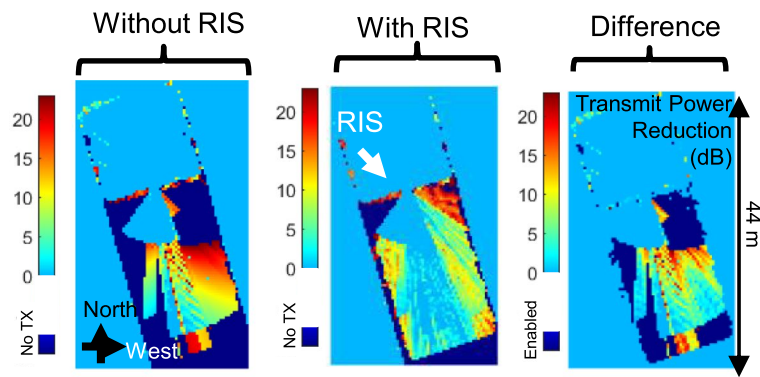 Without RIS
With RIS
Difference
20
15
10
5
0
No TX
North
West
20
15
10
5
0
No TX
RIS
20
15
10
5
0
Enabled
Transmit Power
Reduction
(dB)
44 m